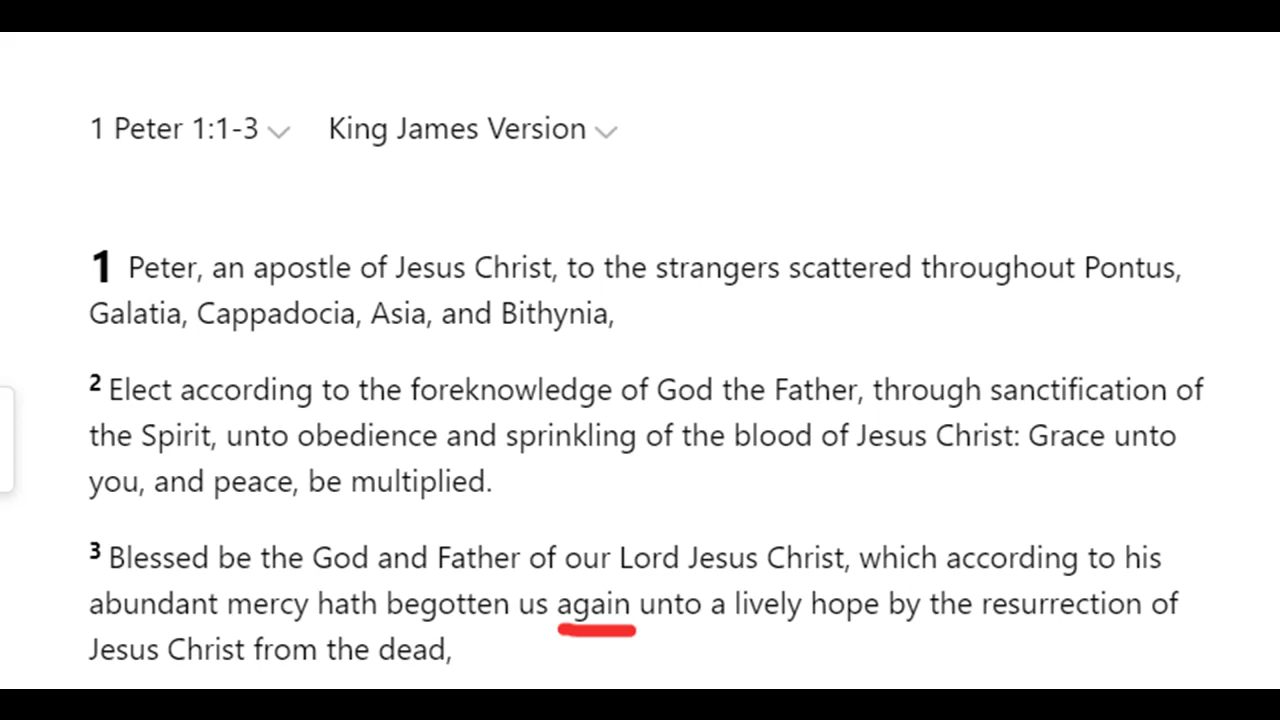 1 Peter 1:1-3 King James Version
1 Peter, an apostle of Jesus Christ, to the strangers scattered throughout Pontus,
Galatia, Cappadocia, Asia, and Bithynia,
2 Elect according to the foreknowledge of God the Father, through sanctification of
the Spirit, unto obedience and sprinkling of the blood of Jesus Christ: Grace unto
you, and peace, be multiplied.
3 Blessed be the God and Father of our Lord Jesus Christ, which according to his
abundant mercy hath begotten us again unto a lively hope by the resurrection of
Jesus Christ from the dead,